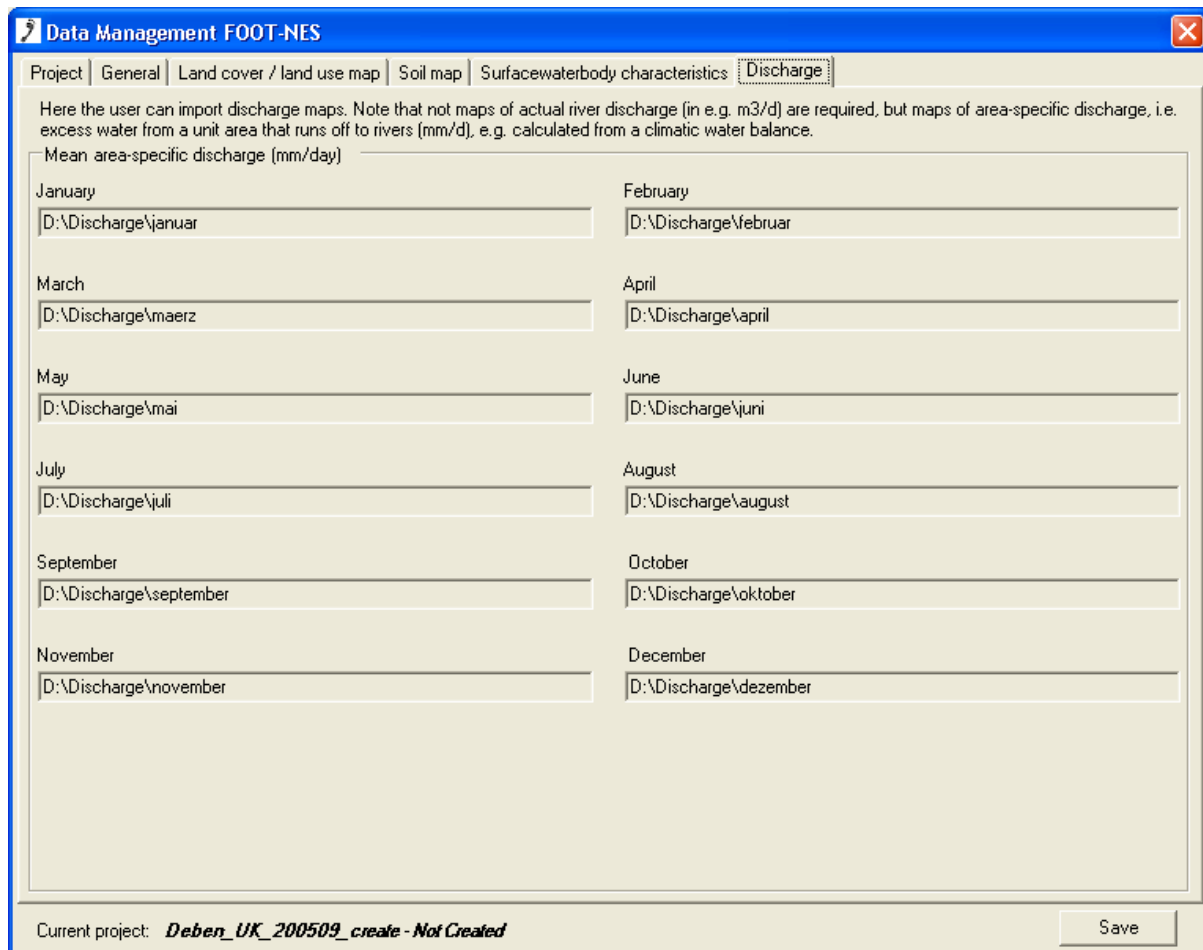 Data Management FOOT-NES
Project General Land cover / land use map Soil map Surfacewaterbody characteristics Discharge
Here the user can import discharge maps. Note that not maps of actual river discharge (in e.g. m3/d) are required, but maps of area-specific discharge, i.e.
excess water from a unit area that runs off to rivers (mm/d), e.g. calculated from a climatic water balance.
Mean area-specific discharge (mm/day)
January February
D:\Discharge\januar D:\Discharge\februar
March April
D:\Discharge\maerz D:\Discharge\april
May June
D:\Discharge\mai D:\Discharge\juni
July August
D:\Discharge\juli D:\Discharge\august
September October
D:\Discharge\september D:\Discharge\oktober
November December
D:\Discharge\november D:\Discharge\dezember
Current project: Deben_UK_200509_create - Not Created Save